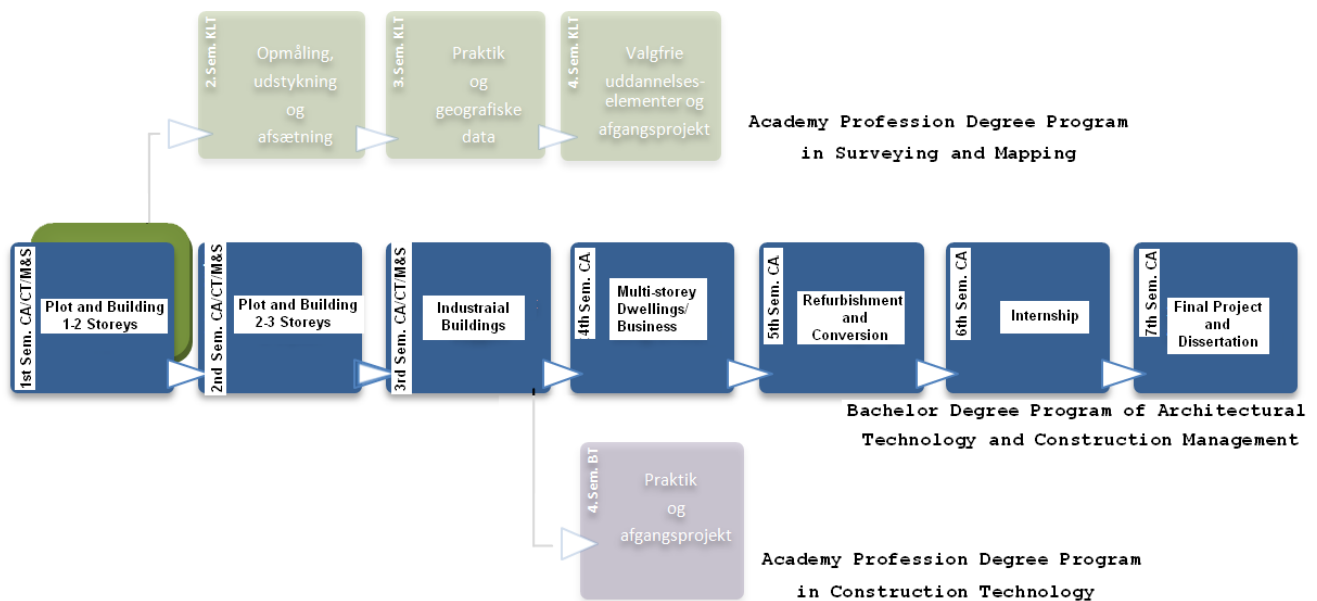 2. Sem. KLT
Opmåling,
udstykning
og
afsætning
3. Sem. KLT
Praktik
og
geografiske
data
4. Sem. KLT
Valgfrie
uddannelses-
elementer og
afgangsprojekt
Academy Profession Degree Program
in Surveying and Mapping
1st Sem. CA/CT/M&S
Plot and Building
1-2 Storeys
2nd Sem. CA/CT/M&S
Plot and Building
2-3 Storeys
3rd Sem. CA/CT/M&S
Industraial
Buildings
4th Sem. CA
Multi-storey
Dwellings/
Business
5th Sem. CA
Refurbishment
and
Conversion
6th Sem. CA
Internship
7th Sem. CA
Final Project
and
Dissertation
Bachelor Degree Program of Architectural
Technology and Construction Management
4. Sem. BT
Praktik
og
afgangsprojekt
Academy Profession Degree Program
in Construction Technology